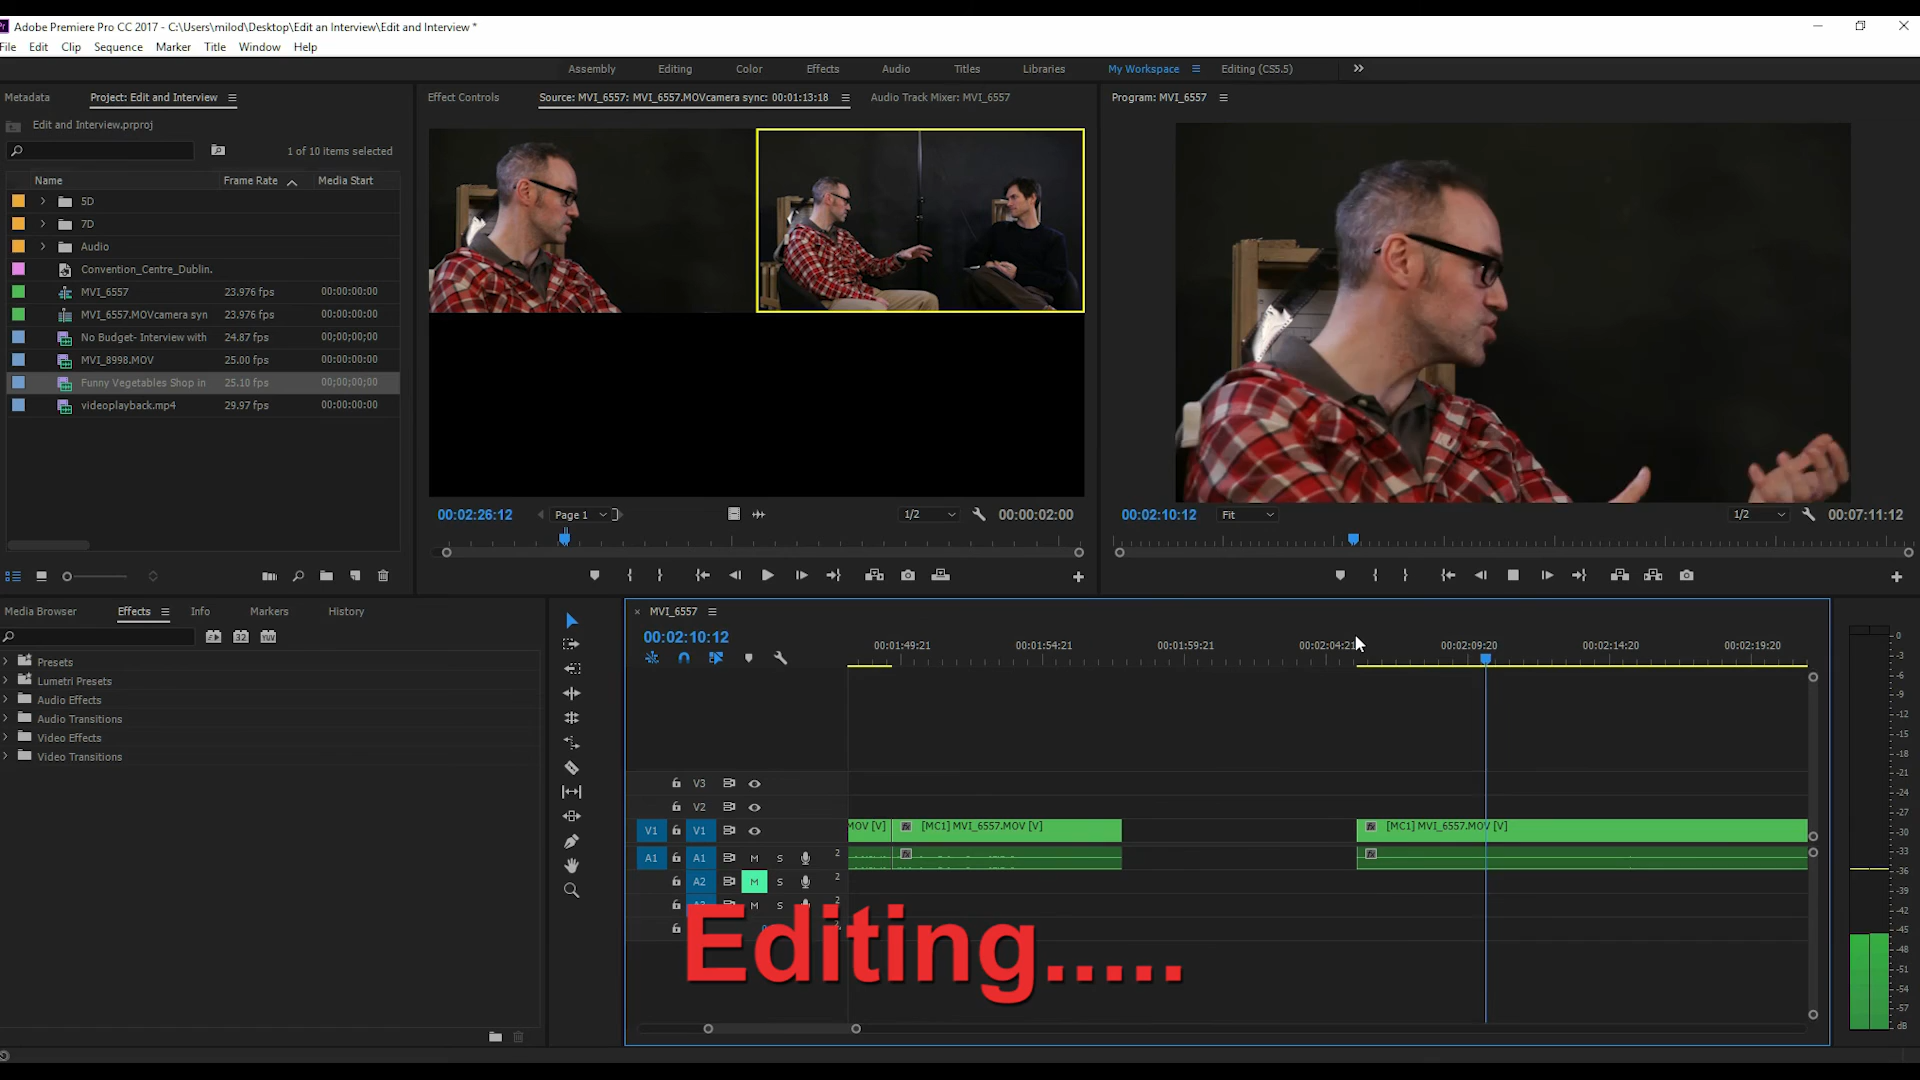 Adobe Premiere Pro CC 2017 - C:\Users\milod\Desktop\Edit an Interview\Edit and Interview *
File Edit Clip Sequence Marker Title Window Help
Assembly Editing Color Effects Audio Titles Libraries My Workspace Editing (CS5.5)
Metadata Project: Edit and Interview
Edit and Interview.prproj
1 of 10 items selected
Name Frame Rate Media Start
5D
7D
Audio
Convention_Centre_Dublin.
MVI_6557 23.976 fps 00:00:00:00
MVI_6557.MOVcamera syn 23.976 fps 00:00:00:00
No Budget- Interview with 24.87 fps 00;00;00;00
MVI_8998.MOV 25.00 fps 00:00:00:00
Funny Vegetables Shop in 25.10 fps 00;00;00;00
videoplayback.mp4 29.97 fps 00:00:00:00
Effect Controls Source: MVI_6557: MVI_6557.MOVcamera sync: 00:01:13:18 Audio Track Mixer: MVI_6557
00:02:26:12 Page 1 1/2 00:00:02:00
Program: MVI_6557
00:02:10:12 Fit 1/2 00:07:11:12
Media Browser Effects Info Markers History
32 YUV
Presets
Lumetri Presets
Audio Effects
Audio Transitions
Video Effects
Video Transitions
MVI_6557
00:02:10:12
00:01:49:21 00:01:54:21 00:01:59:21 00:02:04:21 00:02:09:20 00:02:14:20 00:02:19:20
V3
V2
V1 V1 MOV [V] fx [MC1] MVI_6557.MOV [V] fx [MC1] MVI_6557.MOV [V]
A1 A1 M S 2 fx fx
A2 M S 2
M S 2
Editing.....
0
-3
-6
-9
-12
-15
-18
-21
-24
-27
-30
-33
-36
-39
-42
-45
-48
-51
-54
-57
dB